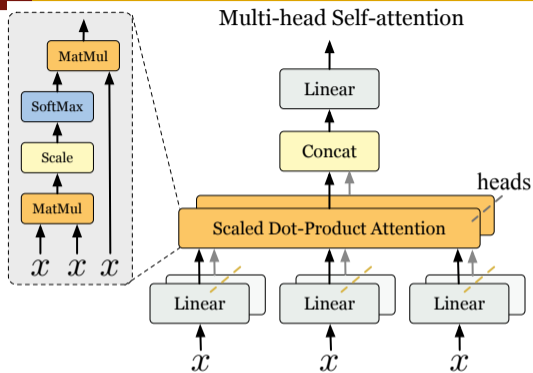 Multi-head Self-attention
MatMul
SoftMax
Scale
MatMul
x x x
Linear
Concat
heads
Scaled Dot-Product Attention
Linear Linear Linear
x x x